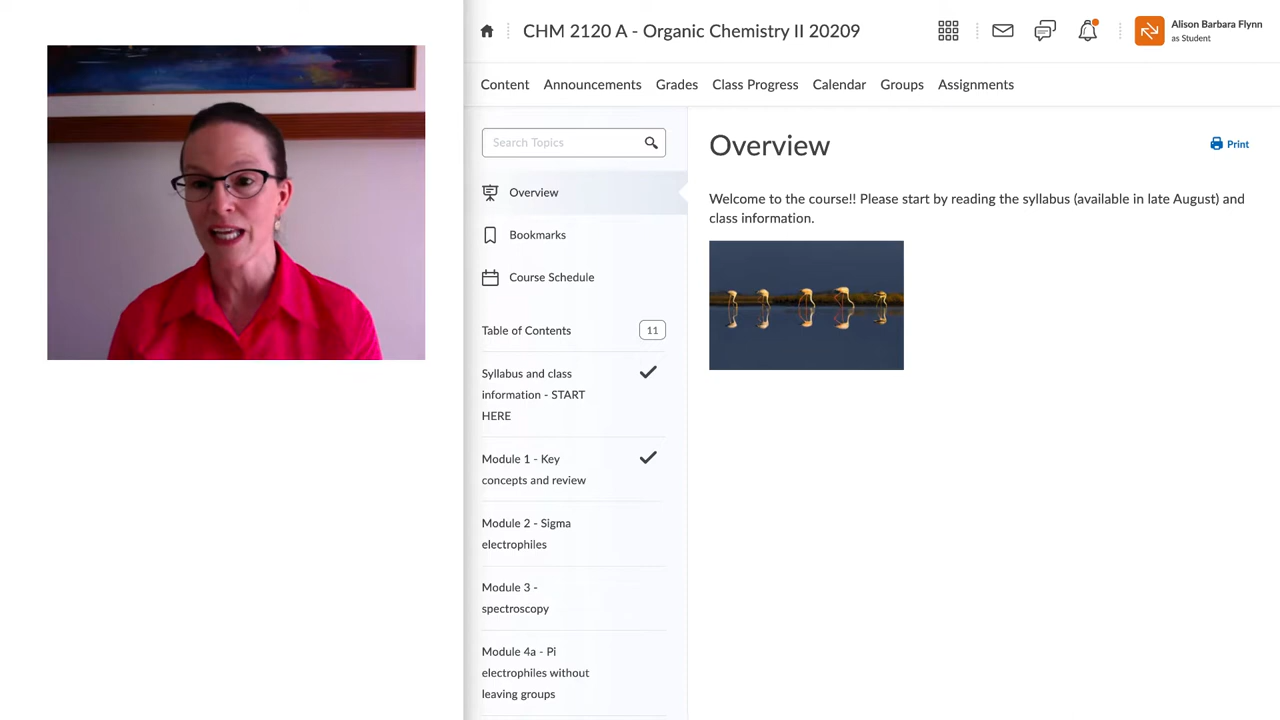 CHM 2120 A - Organic Chemistry II 20209
Alison Barbara Flynn
as Student
Content Announcements Grades Class Progress Calendar Groups Assignments
Search Topics
Overview
Bookmarks
Course Schedule
Table of Contents 11
Syllabus and class
information - START
HERE
Module 1 - Key
concepts and review
Module 2 - Sigma
electrophiles
Module 3 -
spectroscopy
Module 4a - Pi
electrophiles without
leaving groups
Overview
Print
Welcome to the course!! Please start by reading the syllabus (available in late August) and
class information.